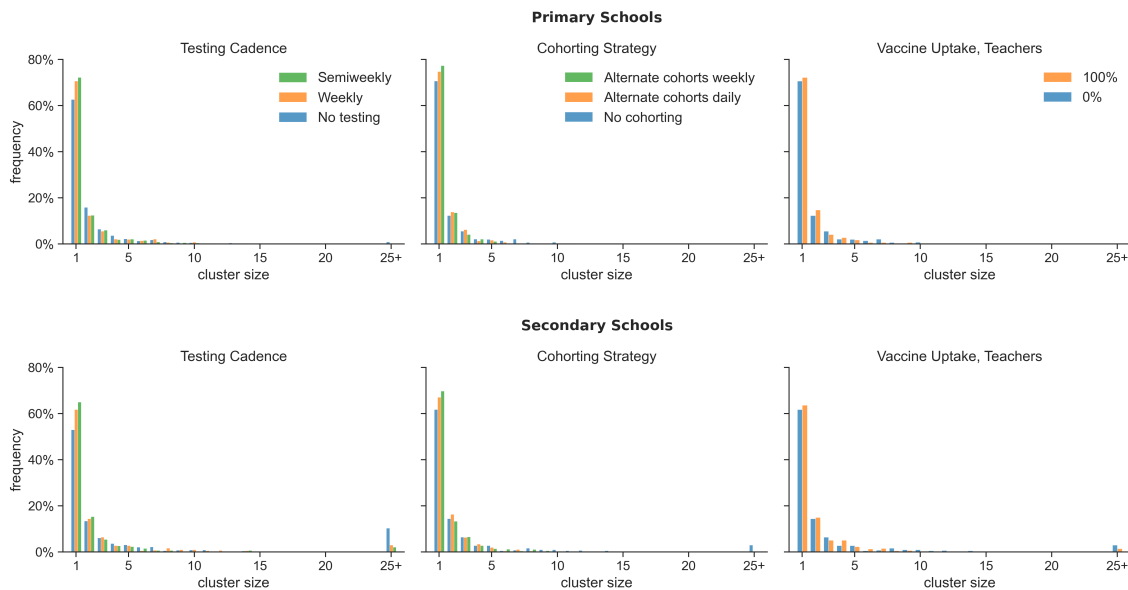 Primary Schools
Testing Cadence
Cohorting Strategy
Vaccine Uptake, Teachers
80%
60%
40%
20%
0%
frequency
Semiweekly
Weekly
No testing
Alternate cohorts weekly
Alternate cohorts daily
No cohorting
100%
0%
1 5 10 15 20 25+
1 5 10 15 20 25+
1 5 10 15 20 25+
cluster size
cluster size
cluster size
Secondary Schools
Testing Cadence
Cohorting Strategy
Vaccine Uptake, Teachers
80%
60%
40%
20%
0%
frequency
1 5 10 15 20 25+
1 5 10 15 20 25+
1 5 10 15 20 25+
cluster size
cluster size
cluster size